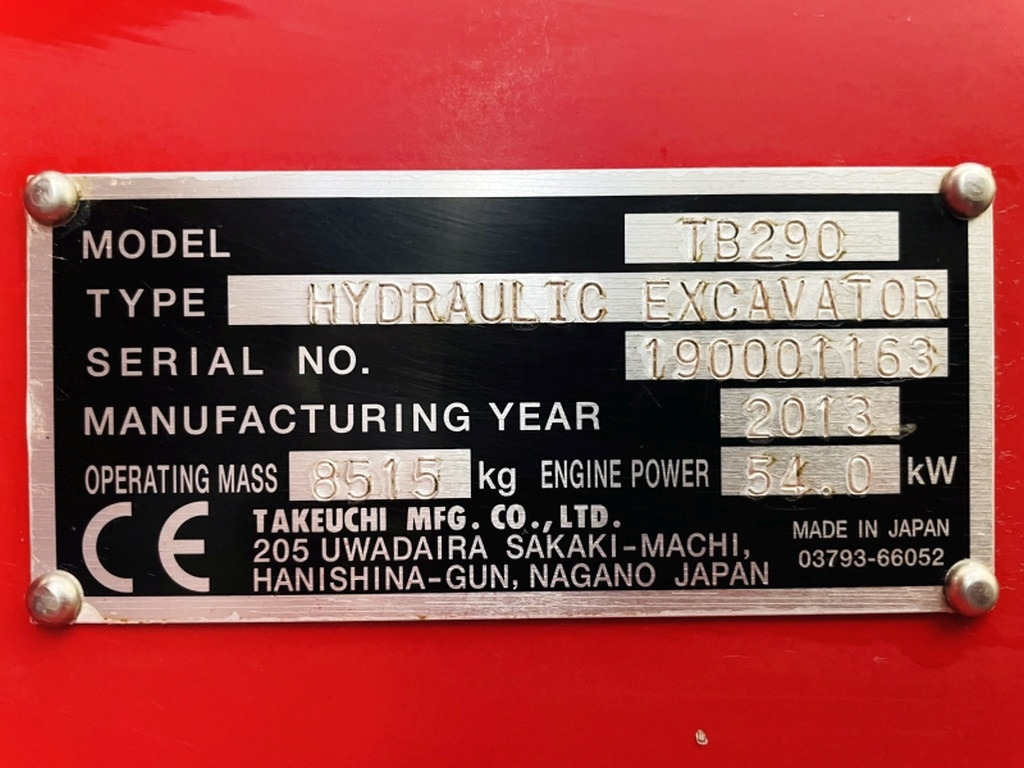 MODEL TB290
TYPE HYDRAULIC EXCAVATOR
SERIAL NO. 190001163
MANUFACTURING YEAR 2013
OPERATING MASS 8515 kg ENGINE POWER 54.0 kW
CE
TAKEUCHI MFG. CO., LTD.
205 UWADAIRA SAKAKI-MACHI,
HANISHINA-GUN, NAGANO JAPAN
MADE IN JAPAN
03793-66052